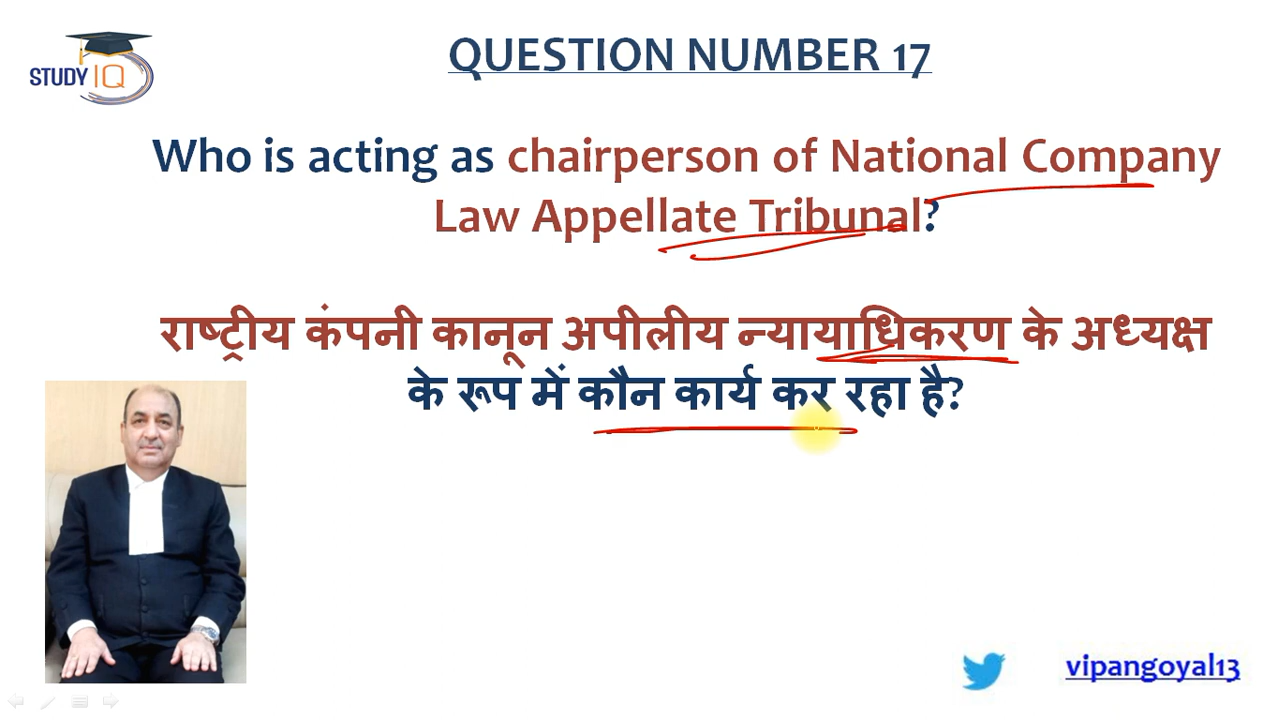 STUDY IQ
QUESTION NUMBER 17
Who is acting as chairperson of National Company
Law Appellate Tribunal?
राष्ट्रीय कंपनी कानून अपीलीय न्यायाधिकरण के अध्यक्ष
के रूप में कौन कार्य कर रहा है?
vipangoyal13